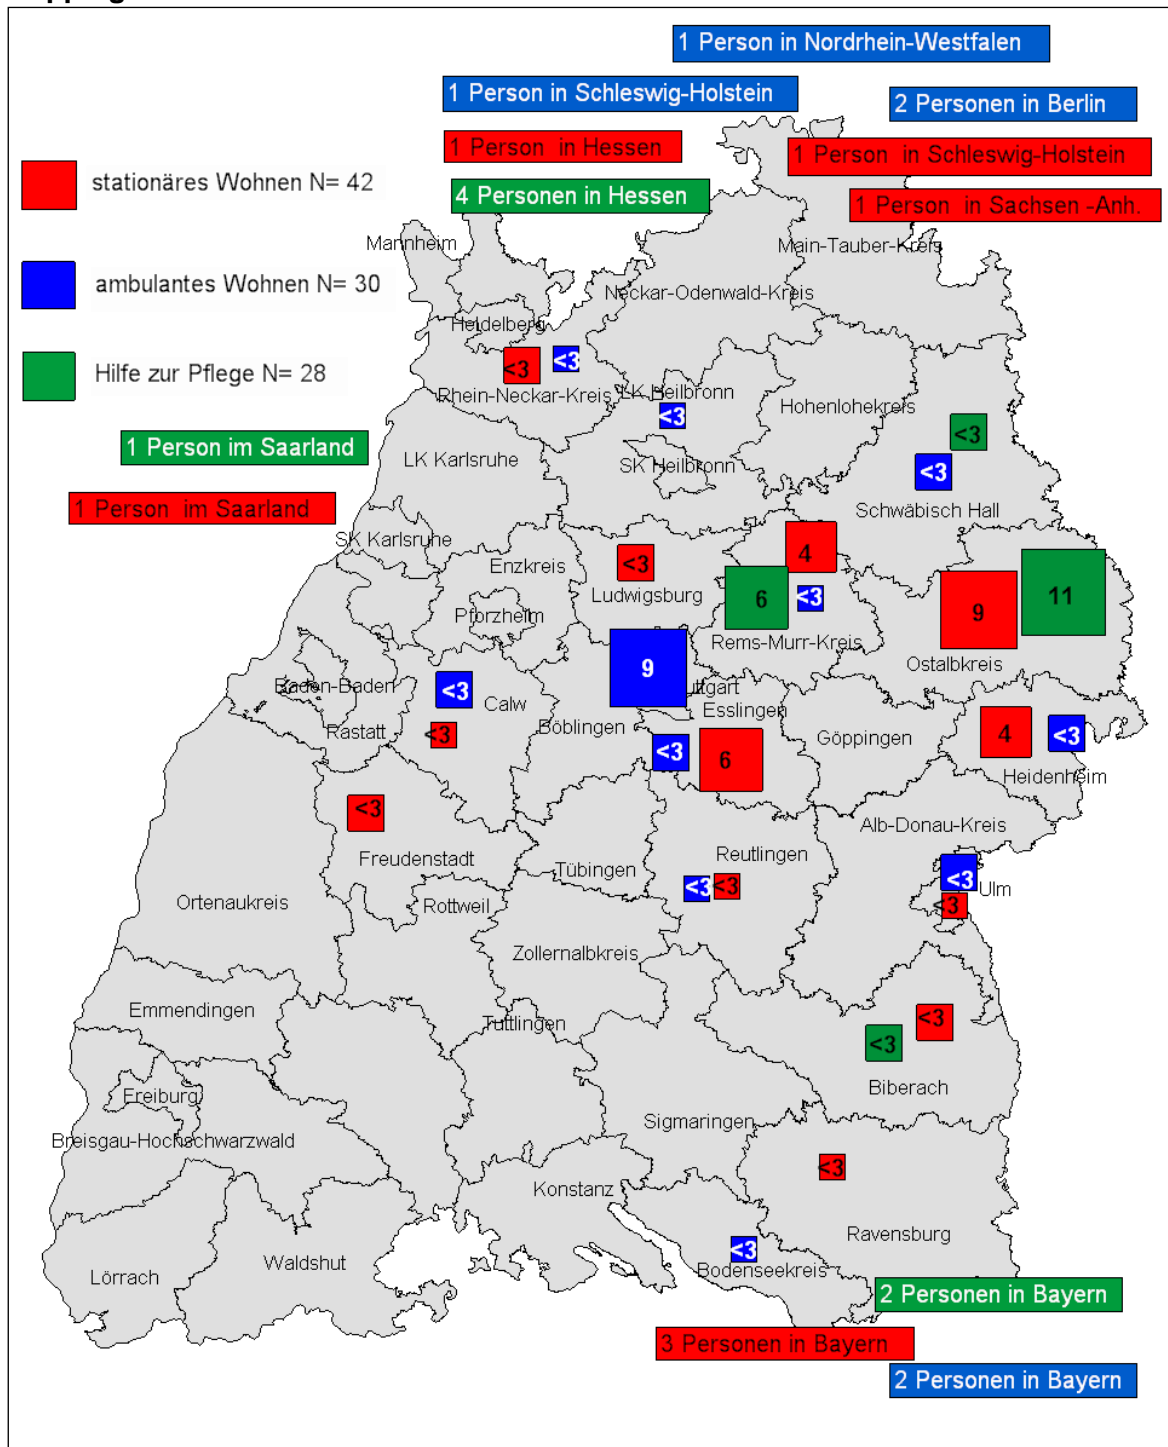 1 Person in Nordrhein-Westfalen
1 Person in Schleswig-Holstein
2 Personen in Berlin
1 Person in Hessen
1 Person in Schleswig-Holstein
stationäres Wohnen N= 42
4 Personen in Hessen
1 Person in Sachsen -Anh.
Mannheim
Main-Tauber-Kreis
ambulantes Wohnen N= 30
Neckar-Odenwald-Kreis
Heidelberg
<3
<3
Hilfe zur Pflege N= 28
Rhein-Neckar-Kreis
LK Heilbronn
<3
Hohenlohekreis
<3
1 Person im Saarland
LK Karlsruhe
SK Heilbronn
<3
1 Person im Saarland
Schwäbisch Hall
SK Karlsruhe
4
Enzkreis
<3
Ludwigsburg
6
<3
9
11
Pforzheim
Rems-Murr-Kreis
Ostalbkreis
9
Baden-Baden
<3
ttgart
Calw
Esslingen
Rastatt
<3
Böblingen
Göppingen
4
<3
<3
6
Heidenheim
<3
Alb-Donau-Kreis
Freudenstadt
Reutlingen
Tübingen
<3
<3
<3
Ulm
<3
Ortenaukreis
Rottweil
Zollernalbkreis
Emmendingen
Tuttlingen
<3
<3
Biberach
Freiburg
Sigmaringen
Breisgau-Hochschwarzwald
<3
Konstanz
Ravensburg
<3
Waldshut
Bodenseekreis
Lörrach
2 Personen in Bayern
3 Personen in Bayern
2 Personen in Bayern